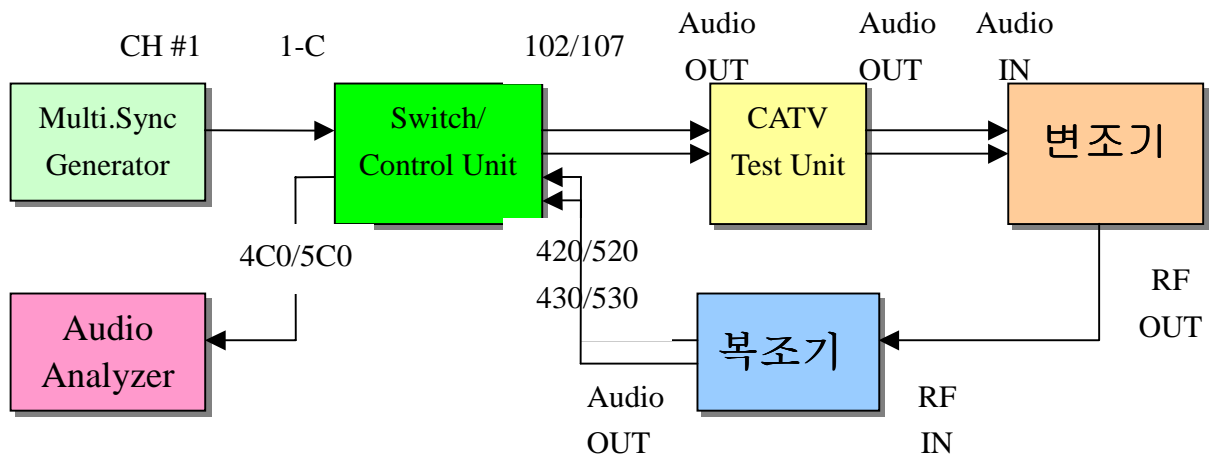 CH #1
1-C
102/107
Audio
OUT
Audio
OUT
Audio
IN
Multi.Sync
Generator
Switch/
Control Unit
CATV
Test Unit
변조기
4C0/5C0
420/520
430/530
RF
OUT
Audio
Analyzer
복조기
Audio
OUT
RF
IN